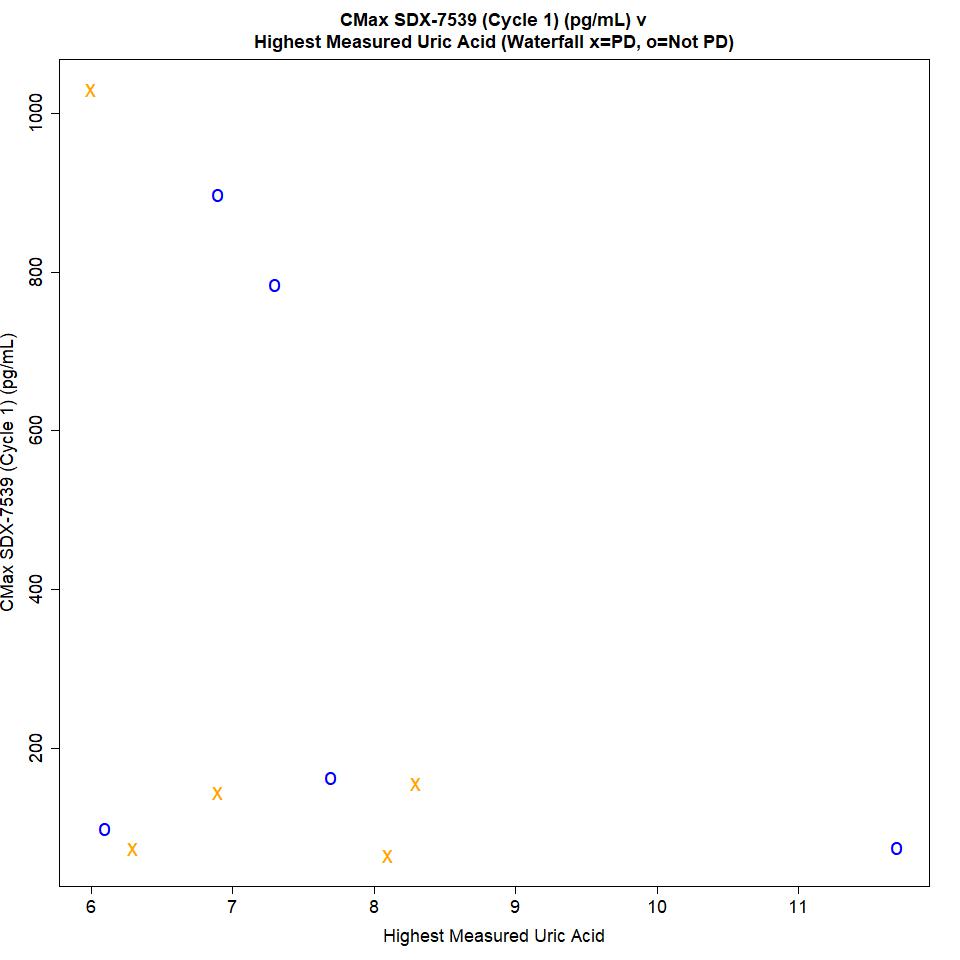 CMax SDX-7539 (Cycle 1) (pg/mL) v
Highest Measured Uric Acid (Waterfall x=PD, o=Not PD)
CMax SDX-7539 (Cycle 1) (pg/mL)
1000
800
600
400
200
X
O
O
O
X
X
O
X
X
O
6 7 8 9 10 11
Highest Measured Uric Acid